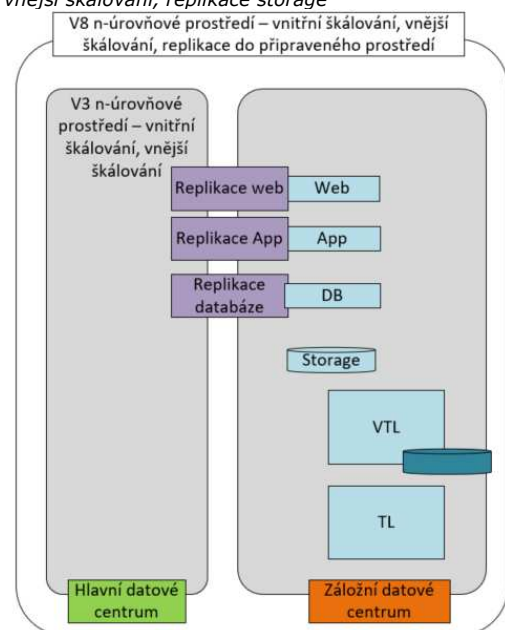 vnější škálování, replikace storage
V8 n-úrovňové prostředí – vnitřní škálování, vnější
škálování, replikace do připraveného prostředí
V3 n-úrovňové
prostředí – vnitřní
škálování, vnější
škálování
Replikace web
Web
Replikace App
App
Replikace
databáze
DB
Storage
VTL
TL
Hlavní datové
centrum
Záložní datové
centrum